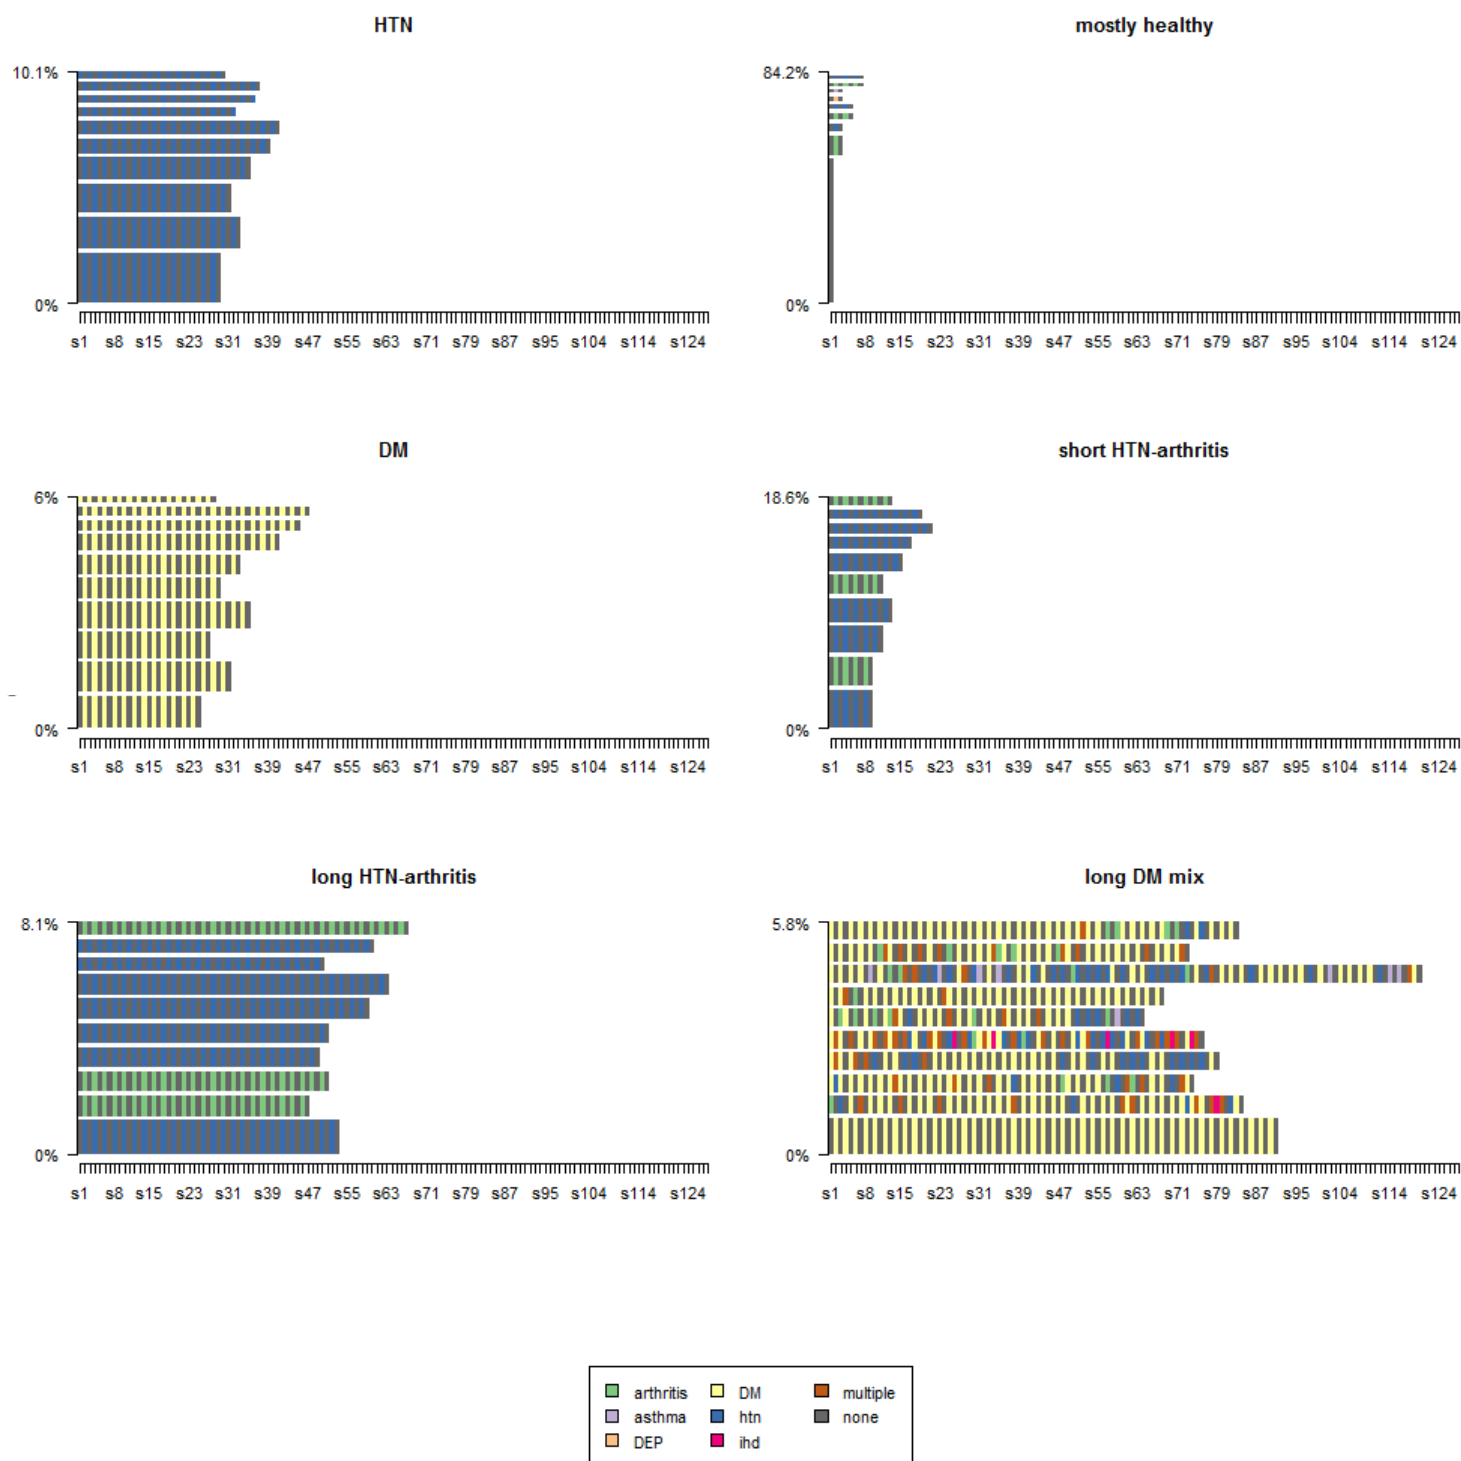 HTN
mostly healthy
10.1%
84.2%
0%
0%
s1 s8 s15 s23 s31 s39 s47 s55 s63 s71 s79 s87 s95 s104 s114 s124
s1 s8 s15 s23 s31 s39 s47 s55 s63 s71 s79 s87 s95 s104 s114 s124
DM
short HTN-arthritis
6%
18.6%
0%
0%
s1 s8 s15 s23 s31 s39 s47 s55 s63 s71 s79 s87 s95 s104 s114 s124
s1 s8 s15 s23 s31 s39 s47 s55 s63 s71 s79 s87 s95 s104 s114 s124
long HTN-arthritis
long DM mix
8.1%
5.8%
0%
0%
s1 s8 s15 s23 s31 s39 s47 s55 s63 s71 s79 s87 s95 s104 s114 s124
s1 s8 s15 s23 s31 s39 s47 s55 s63 s71 s79 s87 s95 s104 s114 s124
arthritis DM multiple
asthma htn none
DEP ihd